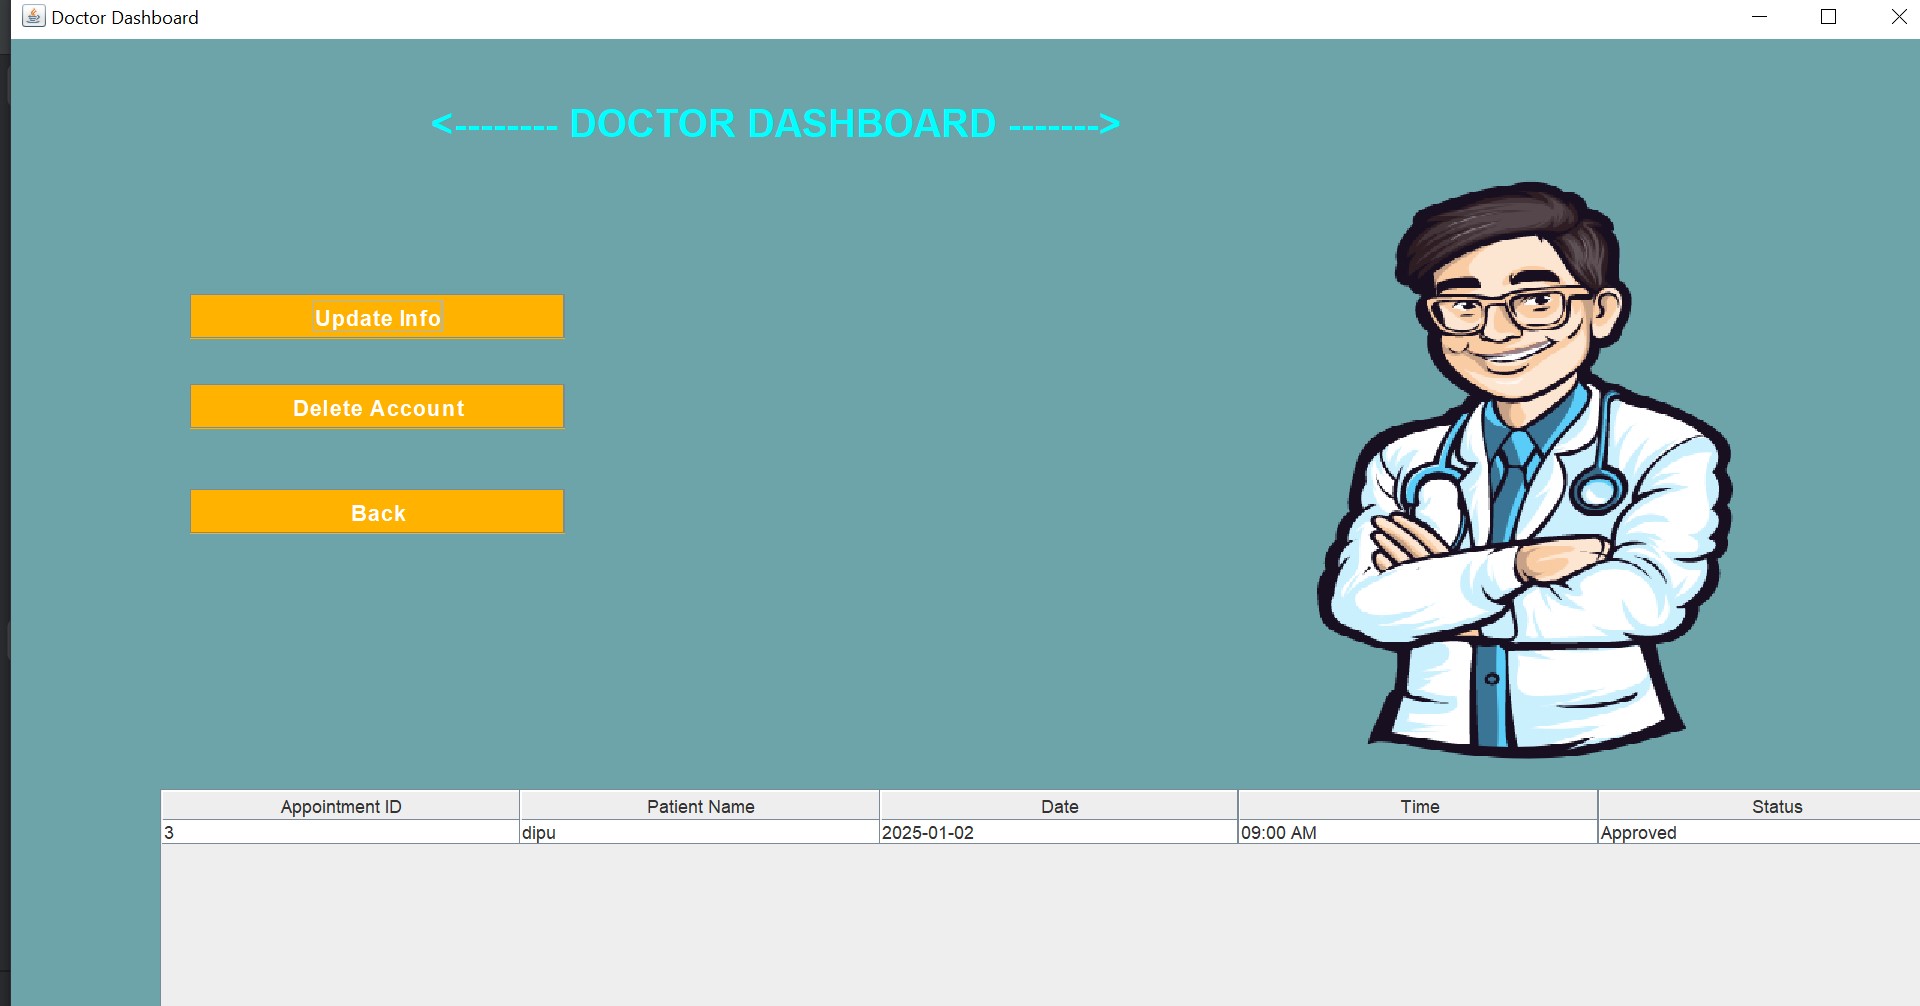 Doctor Dashboard
<-------- DOCTOR DASHBOARD ------->
Update Info
Delete Account
Back
Appointment ID Patient Name Date Time Status
3 dipu 2025-01-02 09:00 AM Approved